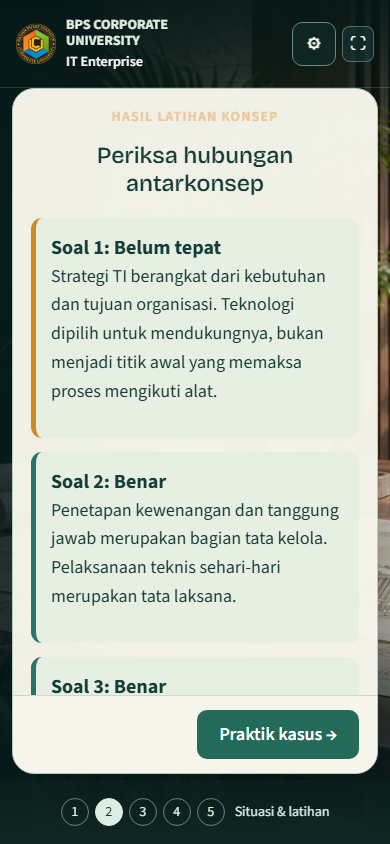 BPS CORPORATE
UNIVERSITY
IT Enterprise
HASIL LATIHAN KONSEP
Periksa hubungan
antarkonsep
Soal 1: Belum tepat
Strategi TI berangkat dari kebutuhan
dan tujuan organisasi. Teknologi
dipilih untuk mendukungnya, bukan
menjadi titik awal yang memaksa
proses mengikuti alat.
Soal 2: Benar
Penetapan kewenangan dan tanggung
jawab merupakan bagian tata kelola.
Pelaksanaan teknis sehari-hari
merupakan tata laksana.
Soal 3: Benar
Praktik kasus →
1 2 3 4 5 Situasi & latihan